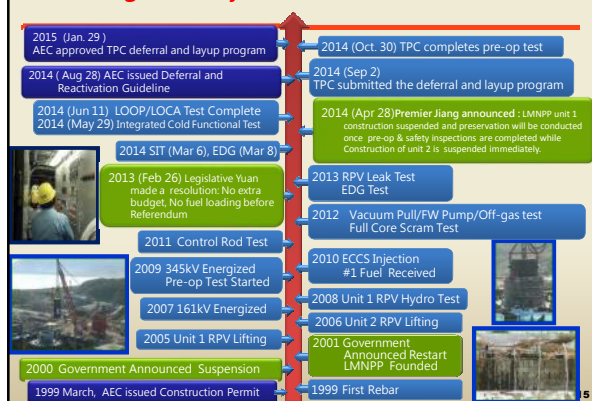 2015 (Jan. 29 )
AEC approved TPC deferral and layup program
2014 (Oct. 30) TPC completes pre-op test
2014 ( Aug 28) AEC issued Deferral and
Reactivation Guideline
2014 (Sep 2)
TPC submitted the deferral and layup program
2014 (Jun 11) LOOP/LOCA Test Complete
2014 (May 29) Integrated Cold Functional Test
2014 (Apr 28)Premier Jiang announced : LMNPP unit 1
construction suspended and preservation will be conducted
once pre-op & safety inspections are completed while
Construction of unit 2 is suspended immediately.
2014 SIT (Mar 6), EDG (Mar 8)
2013 (Feb 26) Legislative Yuan
made a resolution: No extra
budget, No fuel loading before
Referendum
2013 RPV Leak Test
EDG Test
2012 Vacuum Pull/FW Pump/Off-gas test
Full Core Scram Test
2011 Control Rod Test
2010 ECCS Injection
#1 Fuel Received
2009 345kV Energized
Pre-op Test Started
2008 Unit 1 RPV Hydro Test
2007 161kV Energized
2006 Unit 2 RPV Lifting
2005 Unit 1 RPV Lifting
2001 Government
Announced Restart
LMNPP Founded
2000 Government Announced Suspension
1999 March, AEC issued Construction Permit
1999 First Rebar